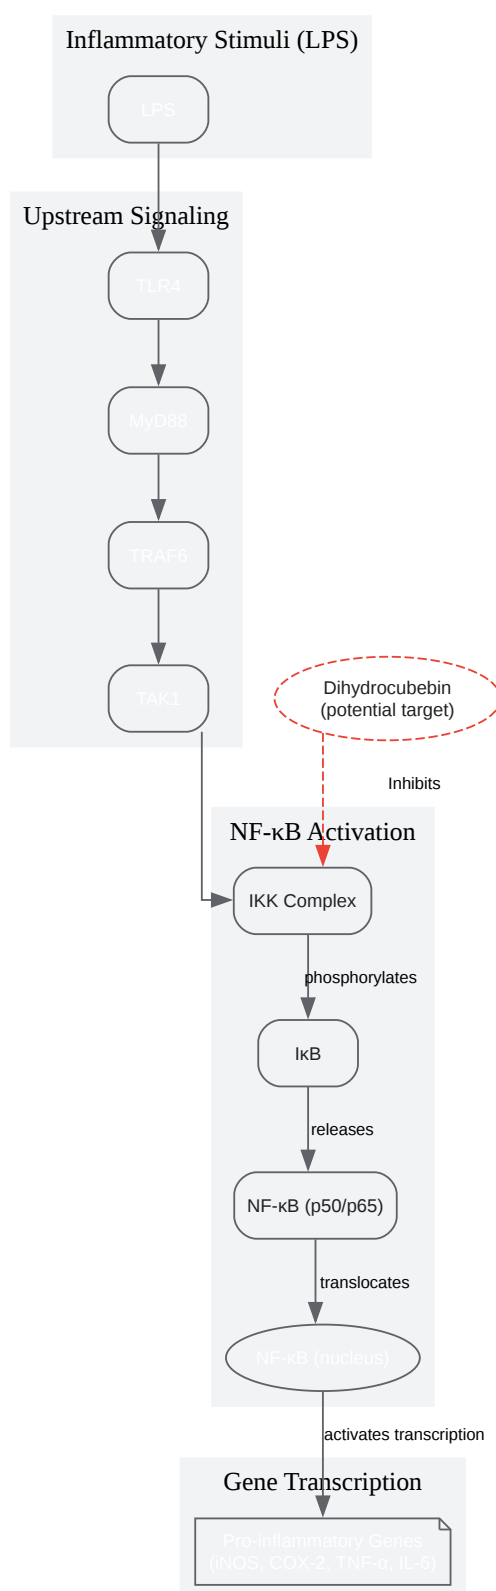 Inflammatory Stimuli (LPS)
LPS
Upstream Signaling
TLR4
MyD88
TRAF6
TAK1
Dihydrocubebin
(potential target)
Inhibits
NF-κB Activation
IKK Complex
phosphorylates
IκB
releases
NF-κB (p50/p65)
translocates
NF-κB (nucleus)
activates transcription
Gene Transcription
Pro-inflammatory Genes
(iNOS, COX-2, TNF-α, IL-6)